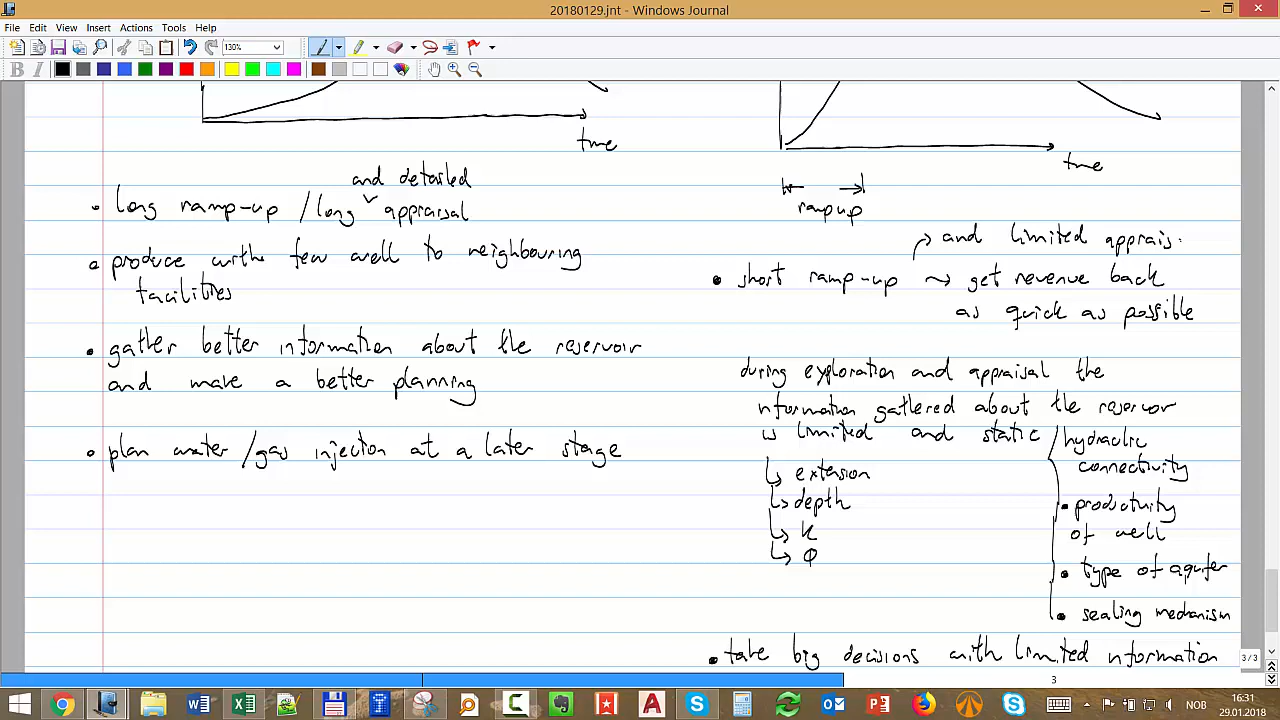 20180129.jnt - Windows Journal
File Edit View Insert Actions Tools Help
130%
B I
time
time
ramp up
and detailed
• long ramp-up / long ˅ appraisal
• produce withe few well to neighbouring
facilities
• gather better information about the reservoir
and make a better planning
• plan water / gas injection at a later stage
and limited apprais
• short ramp-up ⇝ get revenue back
as quick as possible
during exploration and appraisal the
information gathered about the reservoir
is limited and static
↳ extension
↳ depth
↳ K
↳ Φ
hydraulic
connectivity
• productivity
of well
• type of aquifer
• sealing mechanism
• take big decisions with limited information
3/3
3
NOR
16:31
29.01.2018